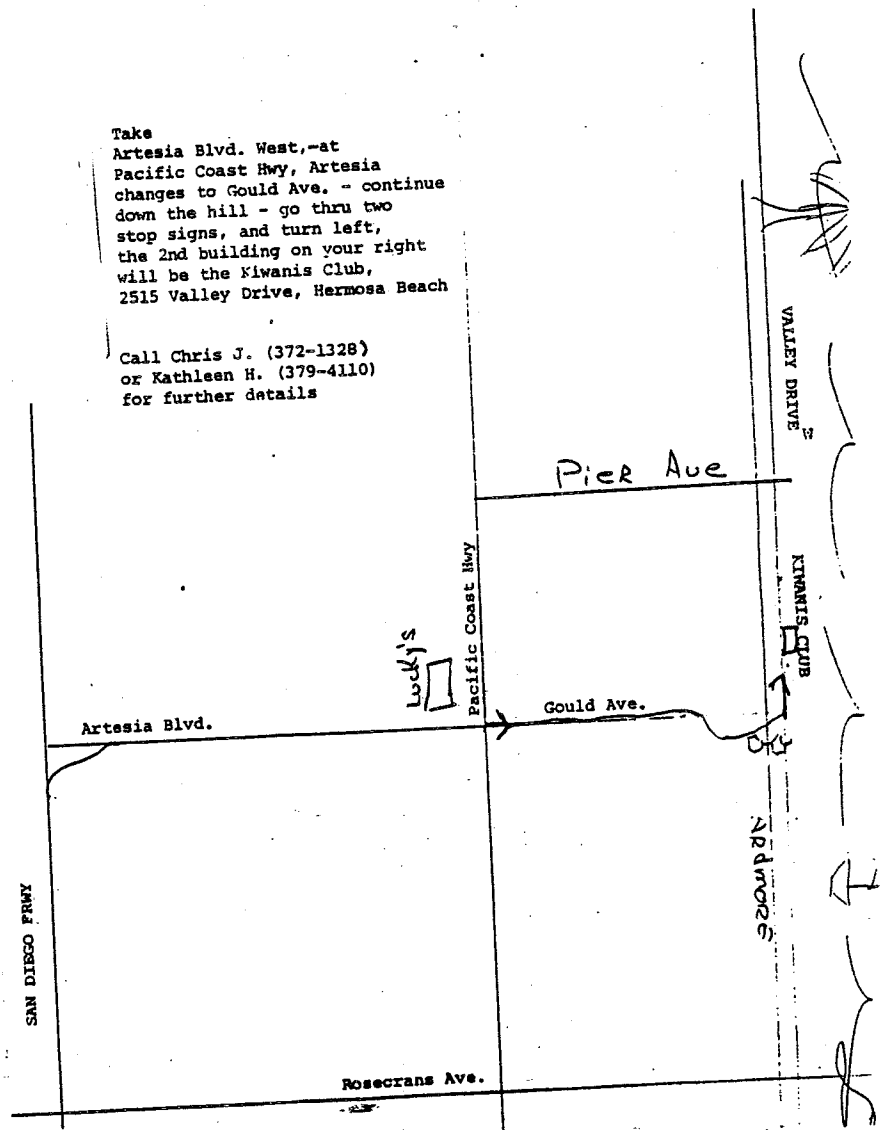 Take
Artesia Blvd. West,-at
Pacific Coast Hwy, Artesia
changes to Gould Ave. - continue
down the hill - go thru two
stop signs, and turn left,
the 2nd building on your right
will be the Kiwanis Club,
2515 Valley Drive, Hermosa Beach
Call Chris J. (372-1328)
or Kathleen H. (379-4110)
for further details
VALLEY DRIVE
Pier Ave
KIWANIS CLUB
Pacific Coast Hwy
Lucky's
Gould Ave.
Artesia Blvd.
Ardmore
SAN DIEGO FRWY
Rosecrans Ave.